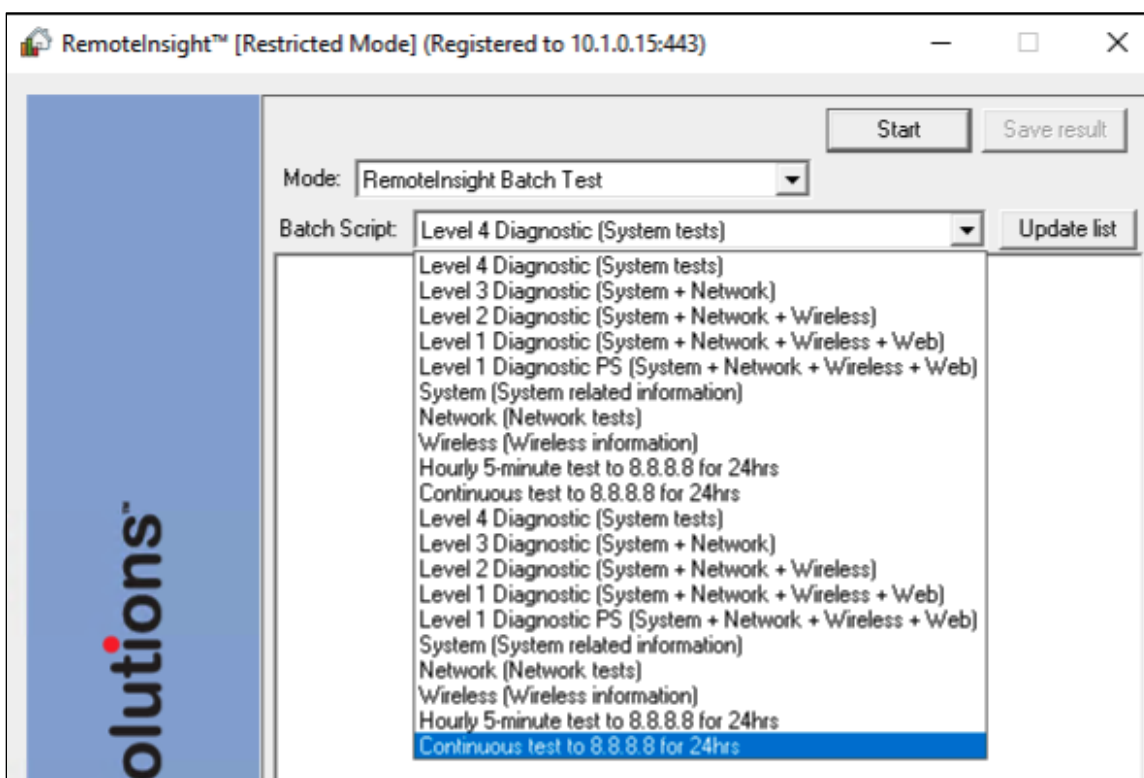 RemoteInsight™ [Restricted Mode] (Registered to 10.1.0.15:443)
Start
Save result
Mode:
RemoteInsight Batch Test
Batch Script:
Level 4 Diagnostic (System tests)
Update list
Level 4 Diagnostic (System tests)
Level 3 Diagnostic (System + Network)
Level 2 Diagnostic (System + Network + Wireless)
Level 1 Diagnostic (System + Network + Wireless + Web)
Level 1 Diagnostic PS (System + Network + Wireless + Web)
System (System related information)
Network (Network tests)
Wireless (Wireless information)
Hourly 5-minute test to 8.8.8.8 for 24hrs
Continuous test to 8.8.8.8 for 24hrs
Level 4 Diagnostic (System tests)
Level 3 Diagnostic (System + Network)
Level 2 Diagnostic (System + Network + Wireless)
Level 1 Diagnostic (System + Network + Wireless + Web)
Level 1 Diagnostic PS (System + Network + Wireless + Web)
System (System related information)
Network (Network tests)
Wireless (Wireless information)
Hourly 5-minute test to 8.8.8.8 for 24hrs
Continuous test to 8.8.8.8 for 24hrs
olutions™